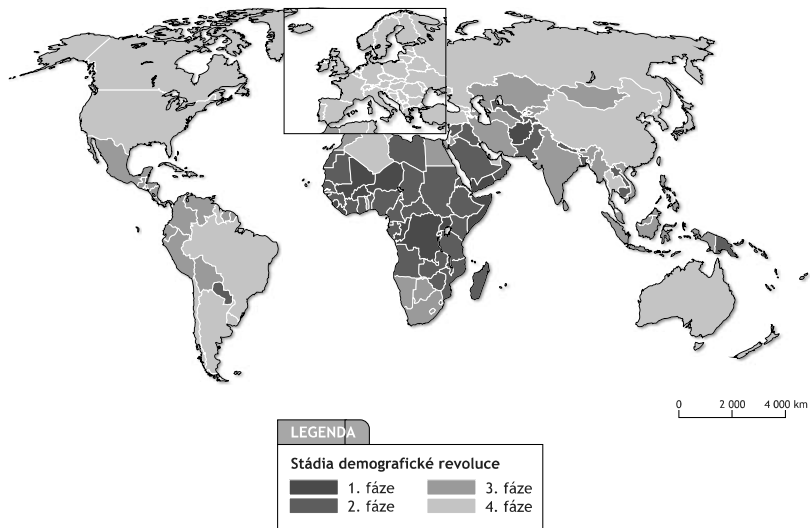 0 2 000 4 000 km
LEGENDA
Stádia demografické revoluce
1. fáze 3. fáze
2. fáze 4. fáze